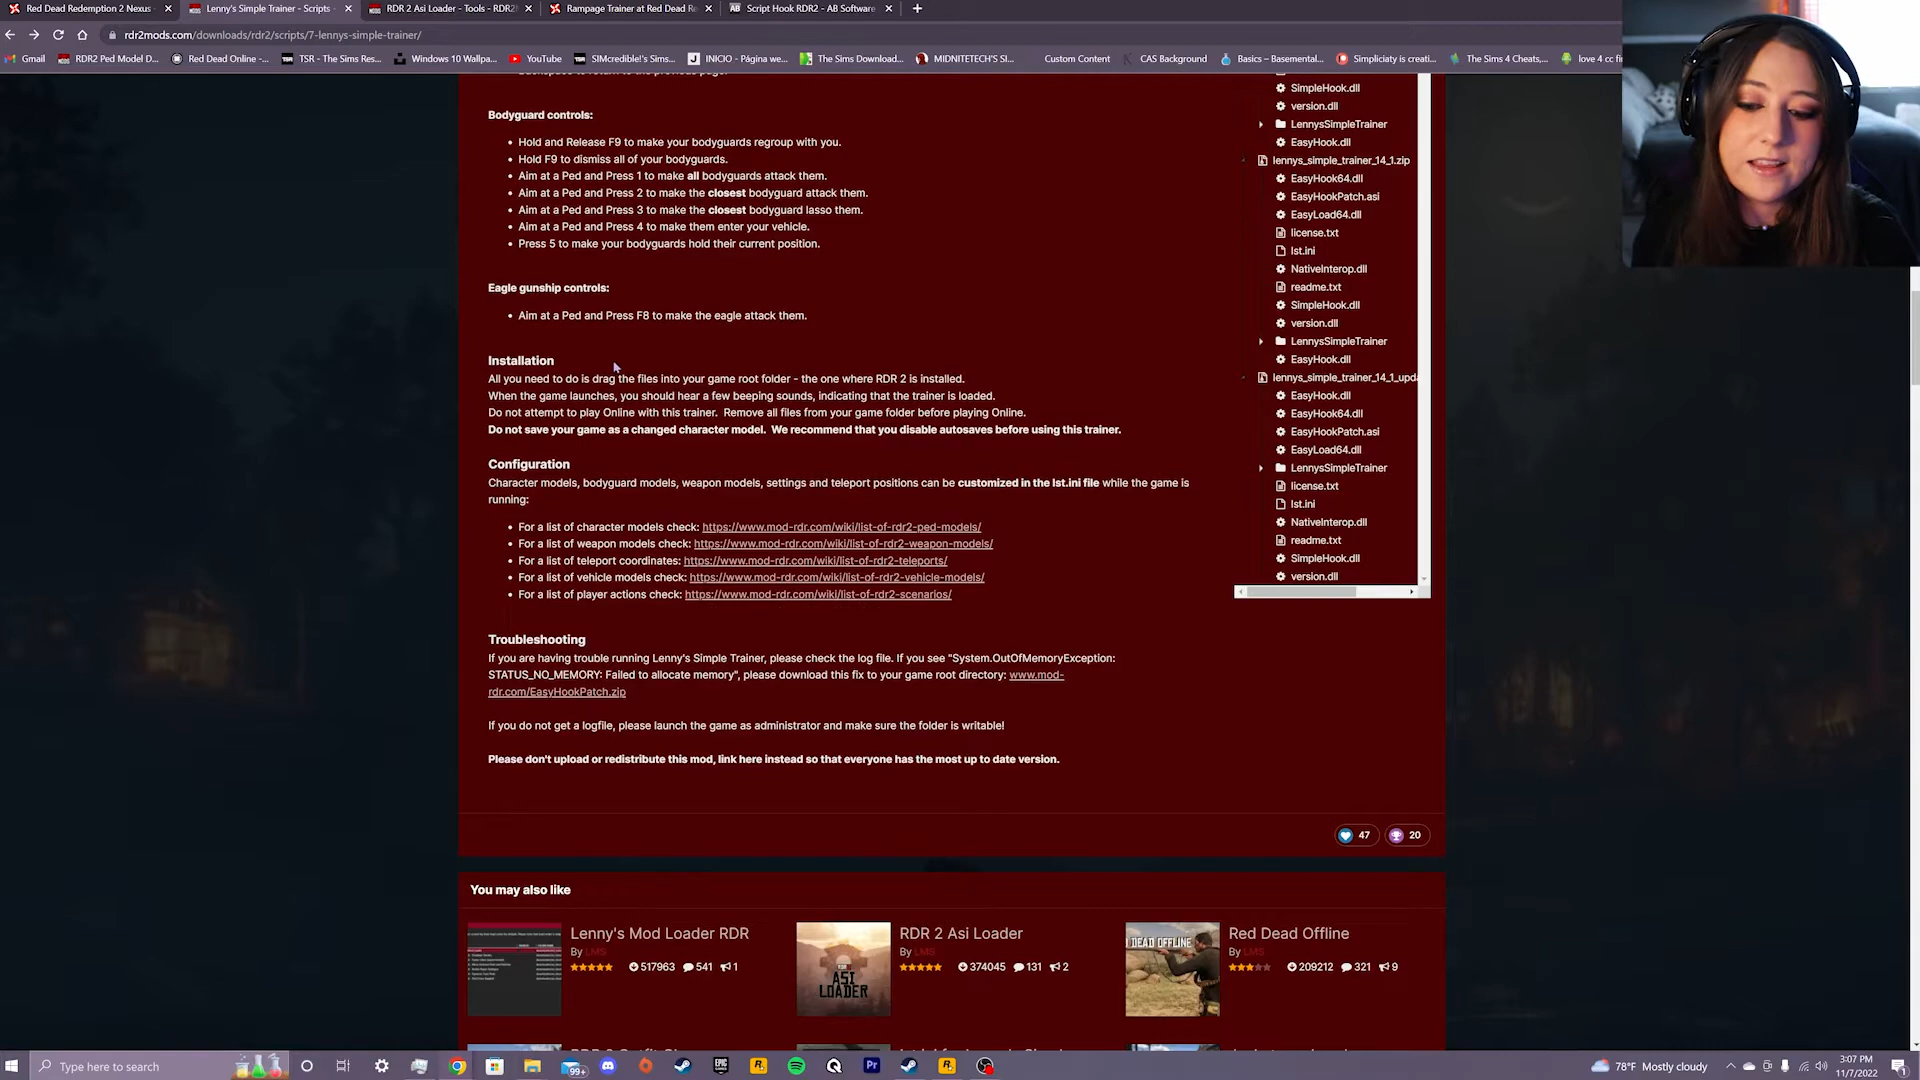 Red Dead Redemption 2 Nexus
Lenny's Simple Trainer - Scripts
RDR 2 Asi Loader - Tools - RDR2
Rampage Trainer at Red Dead Re
Script Hook RDR2 - AB Software
rdr2mods.com/downloads/rdr2/scripts/7-lennys-simple-trainer/
Gmail
RDR2 Ped Model D...
Red Dead Online -...
TSR - The Sims Res...
Windows 10 Wallpa...
YouTube
SIMcredible!'s Sims...
INICIO - Página we...
The Sims Download...
MIDNITETECH'S SI...
Custom Content
CAS Background
Basics – Basemental...
Simpliciaty is creati...
The Sims 4 Cheats,...
love 4 cc fi
Backspace to return to the previous page.
Bodyguard controls:
Hold and Release F9 to make your bodyguards regroup with you.
Hold F9 to dismiss all of your bodyguards.
Aim at a Ped and Press 1 to make all bodyguards attack them.
Aim at a Ped and Press 2 to make the closest bodyguard attack them.
Aim at a Ped and Press 3 to make the closest bodyguard lasso them.
Aim at a Ped and Press 4 to make them enter your vehicle.
Press 5 to make your bodyguards hold their current position.
Eagle gunship controls:
Aim at a Ped and Press F8 to make the eagle attack them.
Installation
All you need to do is drag the files into your game root folder - the one where RDR 2 is installed.
When the game launches, you should hear a few beeping sounds, indicating that the trainer is loaded.
Do not attempt to play Online with this trainer. Remove all files from your game folder before playing Online.
Do not save your game as a changed character model. We recommend that you disable autosaves before using this trainer.
Configuration
Character models, bodyguard models, weapon models, settings and teleport positions can be customized in the lst.ini file while the game is
running:
For a list of character models check: https://www.mod-rdr.com/wiki/list-of-rdr2-ped-models/
For a list of weapon models check: https://www.mod-rdr.com/wiki/list-of-rdr2-weapon-models/
For a list of teleport coordinates: https://www.mod-rdr.com/wiki/list-of-rdr2-teleports/
For a list of vehicle models check: https://www.mod-rdr.com/wiki/list-of-rdr2-vehicle-models/
For a list of player actions check: https://www.mod-rdr.com/wiki/list-of-rdr2-scenarios/
Troubleshooting
If you are having trouble running Lenny's Simple Trainer, please check the log file. If you see "System.OutOfMemoryException:
STATUS_NO_MEMORY: Failed to allocate memory", please download this fix to your game root directory: www.mod-
rdr.com/EasyHookPatch.zip
If you do not get a logfile, please launch the game as administrator and make sure the folder is writable!
Please don't upload or redistribute this mod, link here instead so that everyone has the most up to date version.
SimpleHook.dll
version.dll
LennysSimpleTrainer
EasyHook.dll
lennys_simple_trainer_14_1.zip
EasyHook64.dll
EasyHookPatch.asi
EasyLoad64.dll
license.txt
lst.ini
NativeInterop.dll
readme.txt
SimpleHook.dll
version.dll
LennysSimpleTrainer
EasyHook.dll
lennys_simple_trainer_14_1_upda
EasyHook.dll
EasyHook64.dll
EasyHookPatch.asi
EasyLoad64.dll
LennysSimpleTrainer
license.txt
lst.ini
NativeInterop.dll
readme.txt
SimpleHook.dll
version.dll
47
20
You may also like
Lenny's Mod Loader RDR
By LMS
517963 541 1
ASI
LOADER
RDR 2 Asi Loader
By LMS
374045 131 2
DEAD OFFLINE
Red Dead Offline
By LMS
209212 321 9
Type here to search
99+
78°F Mostly cloudy
3:07 PM
11/7/2022
1